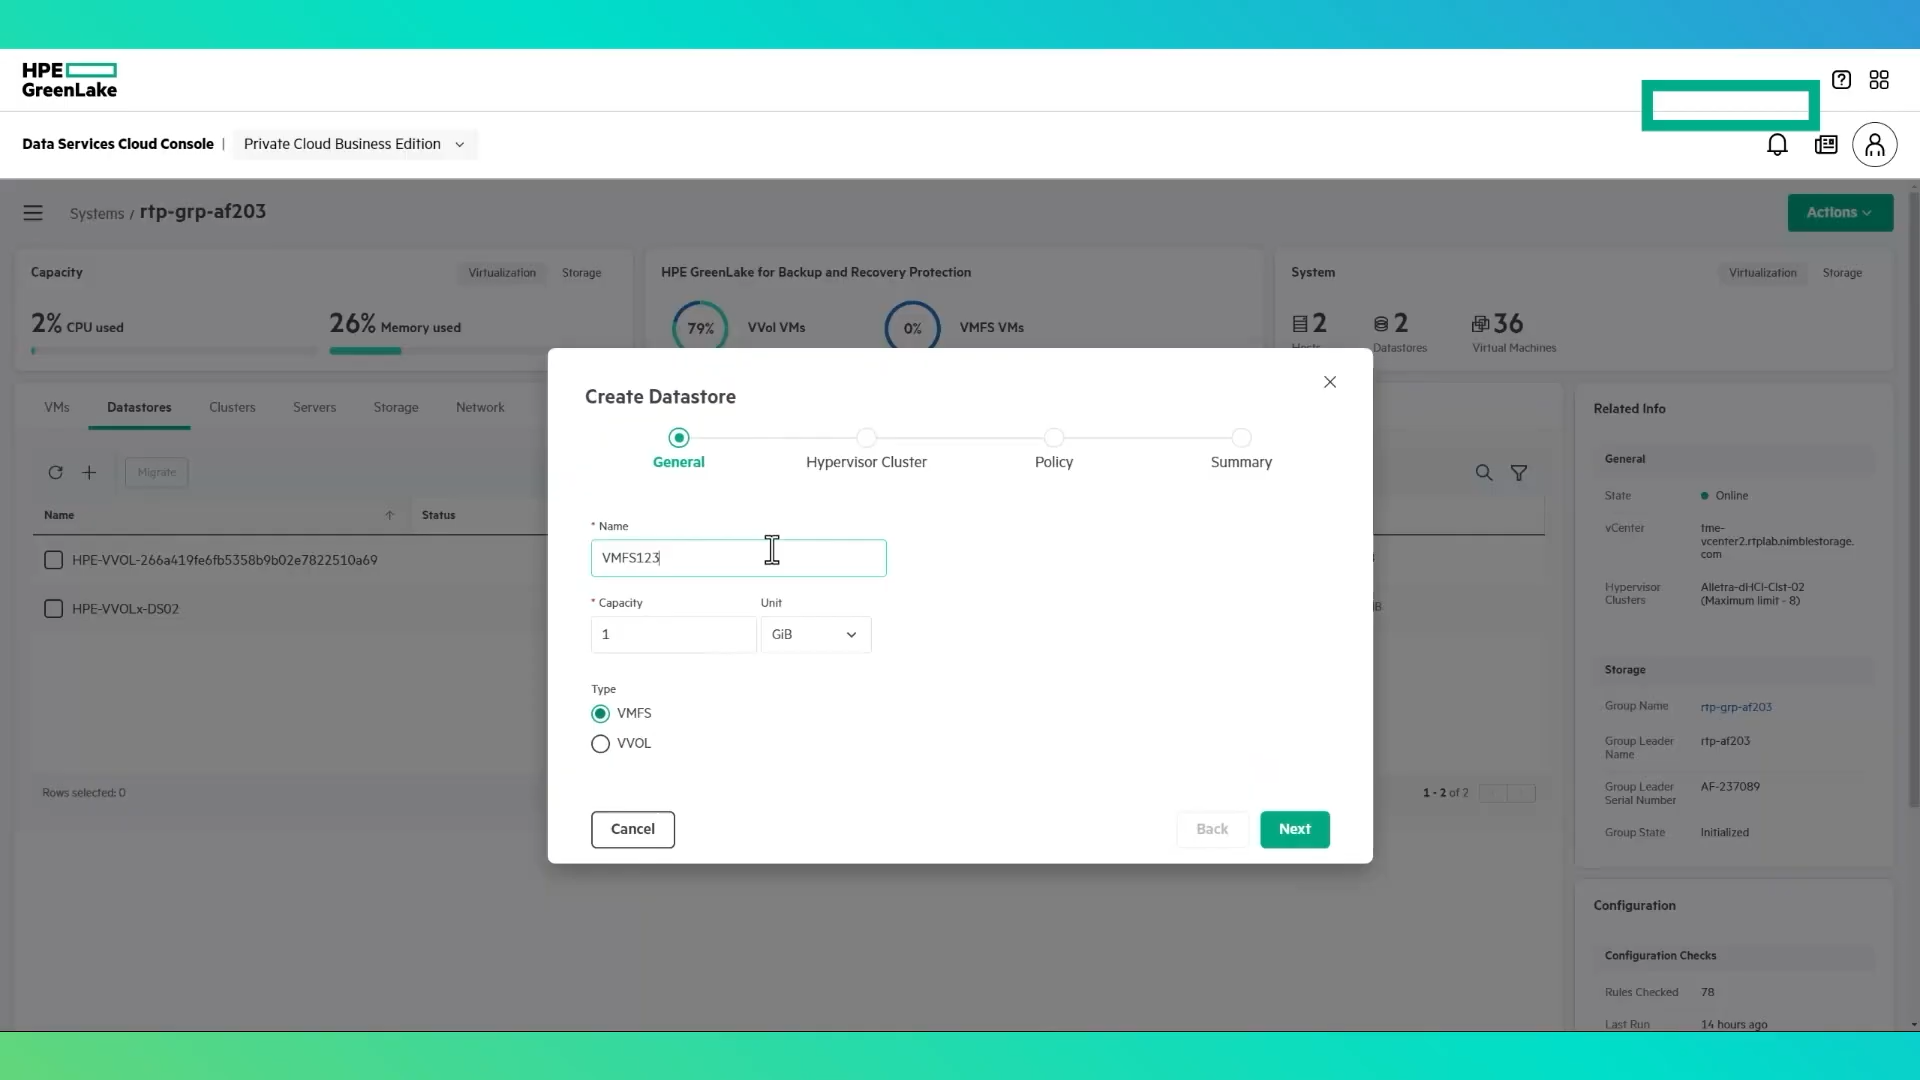 HPE
GreenLake
Data Services Cloud Console | Private Cloud Business Edition
Systems / rtp-grp-af203
Actions
Capacity
Virtualization
Storage
2% CPU used
26% Memory used
HPE GreenLake for Backup and Recovery Protection
79% VVol VMs
0% VMFS VMs
System
Virtualization
Storage
2
Hosts
2
Datastores
36
Virtual Machines
VMs
Datastores
Clusters
Servers
Storage
Network
Migrate
Name
Status
HPE-VVOL-266a419fe6fb5358b9b02e7822510a69
HPE-VVOLx-DS02
Rows selected: 0
1 - 2 of 2
Create Datastore
General
Hypervisor Cluster
Policy
Summary
* Name
VMFS123
* Capacity
Unit
1
GiB
Type
VMFS
VVOL
Cancel
Back
Next
Related Info
General
State
Online
vCenter
tme-
vcenter2.rtplab.nimblestorage.
com
Hypervisor
Clusters
Alletra-dHCI-Clst-02
(Maximum limit - 8)
Storage
Group Name
rtp-grp-af203
Group Leader
Name
rtp-af203
Group Leader
Serial Number
AF-237089
Group State
Initialized
Configuration
Configuration Checks
Rules Checked
78
Last Run
14 hours ago